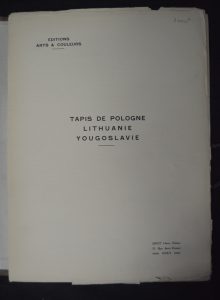 EDITIONS
ARTS & COULEURS
TAPIS DE POLOGNE
LITHUANIE
YOUGOSLAVIE